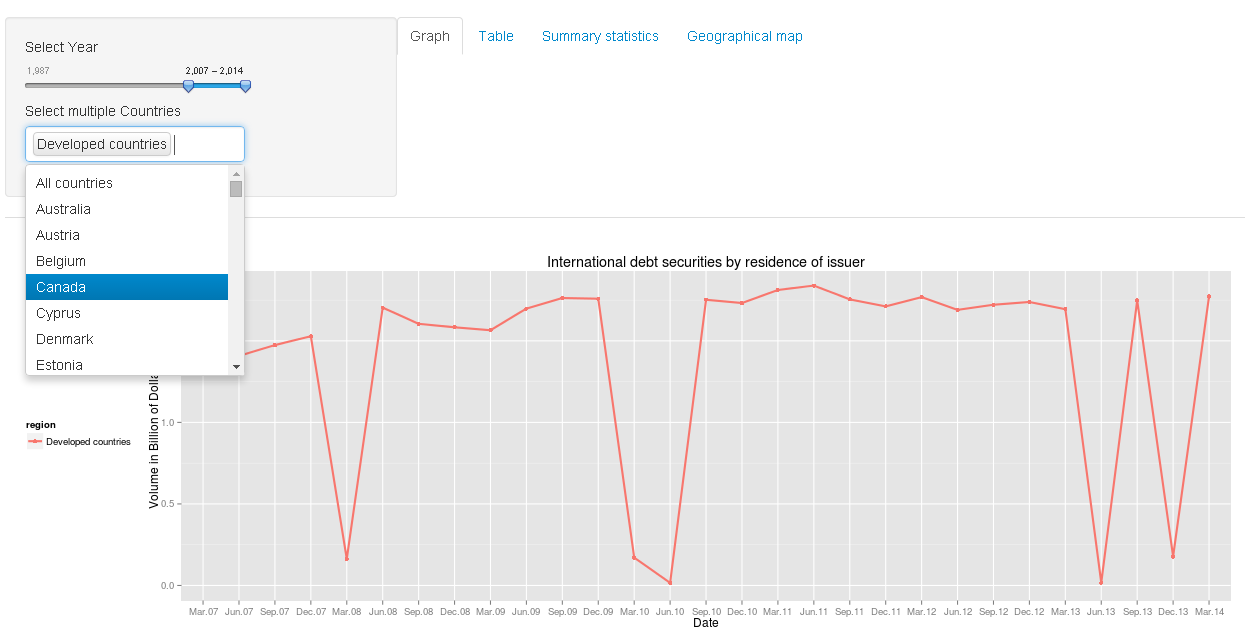 Select Year
1,987
2,007 – 2,014
Select multiple Countries
Developed countries
All countries
Australia
Austria
Belgium
Canada
Cyprus
Denmark
Estonia
Graph Table Summary statistics Geographical map
International debt securities by residence of issuer
region
Developed countries
Volume in Billion of Dolla
1.0
0.5
0.0
Mar.07 Jun.07 Sep.07 Dec.07 Mar.08 Jun.08 Sep.08 Dec.08 Mar.09 Jun.09 Sep.09 Dec.09 Mar.10 Jun.10 Sep.10 Dec.10 Mar.11 Jun.11 Sep.11 Dec.11 Mar.12 Jun.12 Sep.12 Dec.12 Mar.13 Jun.13 Sep.13 Dec.13 Mar.14
Date